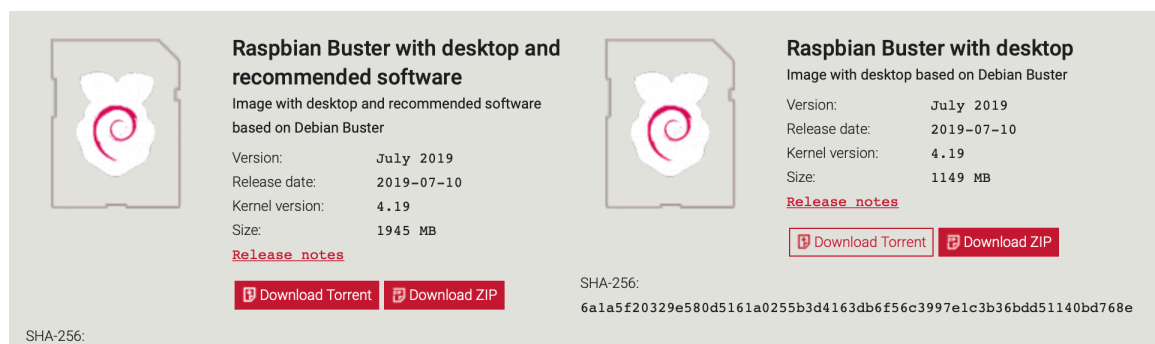 Raspbian Buster with desktop and
recommended software
Image with desktop and recommended software
based on Debian Buster
Version: July 2019
Release date: 2019-07-10
Kernel version: 4.19
Size: 1945 MB
Release notes
Download Torrent Download ZIP
SHA-256:
Raspbian Buster with desktop
Image with desktop based on Debian Buster
Version: July 2019
Release date: 2019-07-10
Kernel version: 4.19
Size: 1149 MB
Release notes
Download Torrent Download ZIP
SHA-256:
6a1a5f20329e580d5161a0255b3d4163db6f56c3997e1c3b36bdd51140bd768e